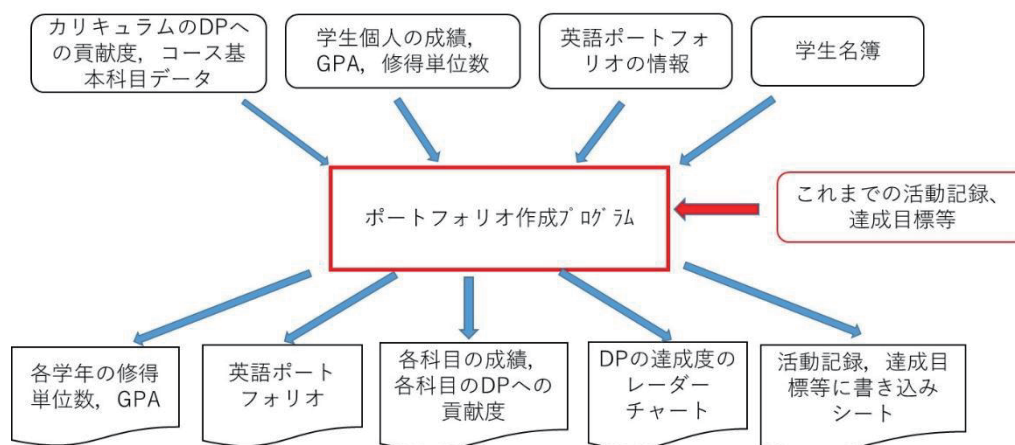 カリキュラムのDPへ
の貢献度，コース基
本科目データ
学生個人の成績，
GPA，修得単位数
英語ポートフォ
リオの情報
学生名簿
ポートフォリオ作成ﾌﾟﾛｸﾞﾗﾑ
これまでの活動記録、
達成目標等
各学年の修得
単位数，GPA
英語ポート
フォリオ
各科目の成績，
各科目のDPへの
貢献度
DPの達成度の
レーダー
チャート
活動記録，達成目
標等に書き込み
シート